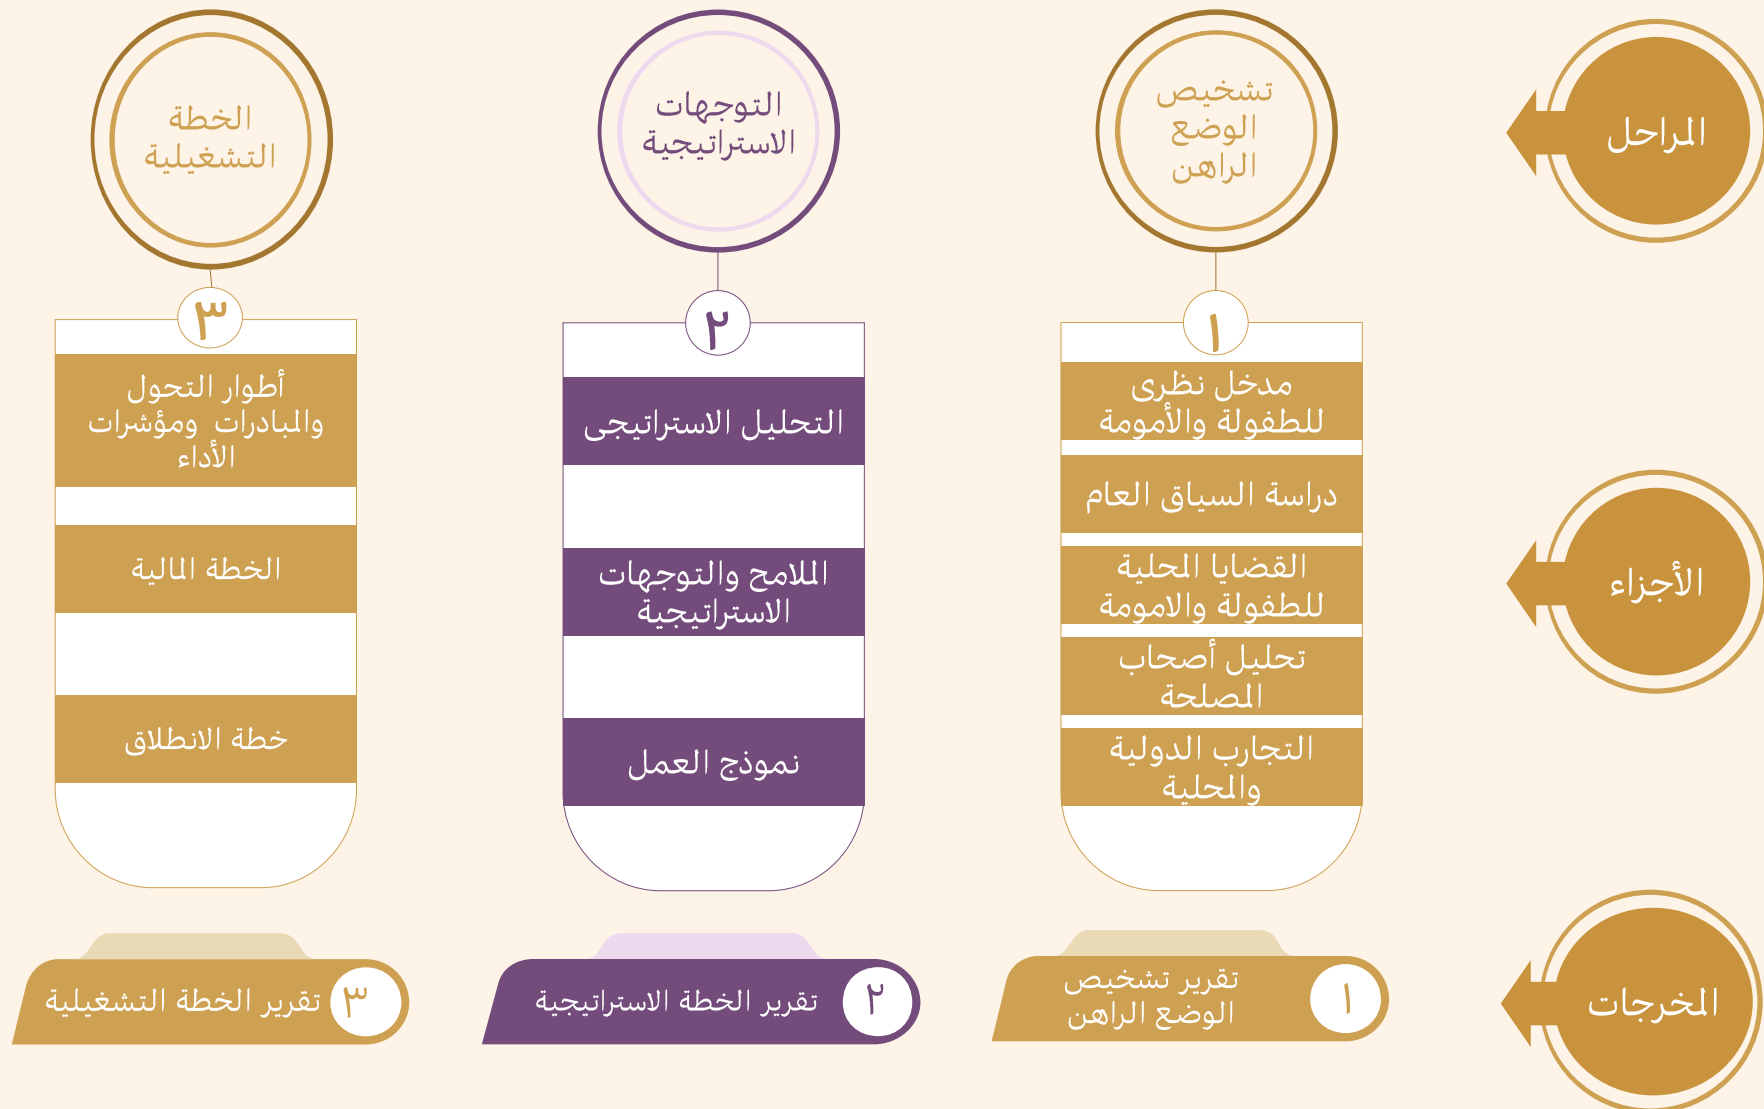 المراحل
تشخيص
الوضع
الراهن
التوجهات
الاستراتيجية
الخطة
التشغيلية
الأجزاء
١
مدخل نظرى
للطفولة والأمومة
دراسة السياق العام
القضايا المحلية
للطفولة والامومة
تحليل أصحاب
المصلحة
التجارب الدولية
والمحلية
٢
التحليل الاستراتيجى
الملامح والتوجهات
الاستراتيجية
نموذج العمل
٣
أطوار التحول
والمبادرات ومؤشرات
الأداء
الخطة المالية
خطة الانطلاق
المخرجات
١
تقرير تشخيص
الوضع الراهن
٢
تقرير الخطة الاستراتيجية
٣
تقرير الخطة التشغيلية